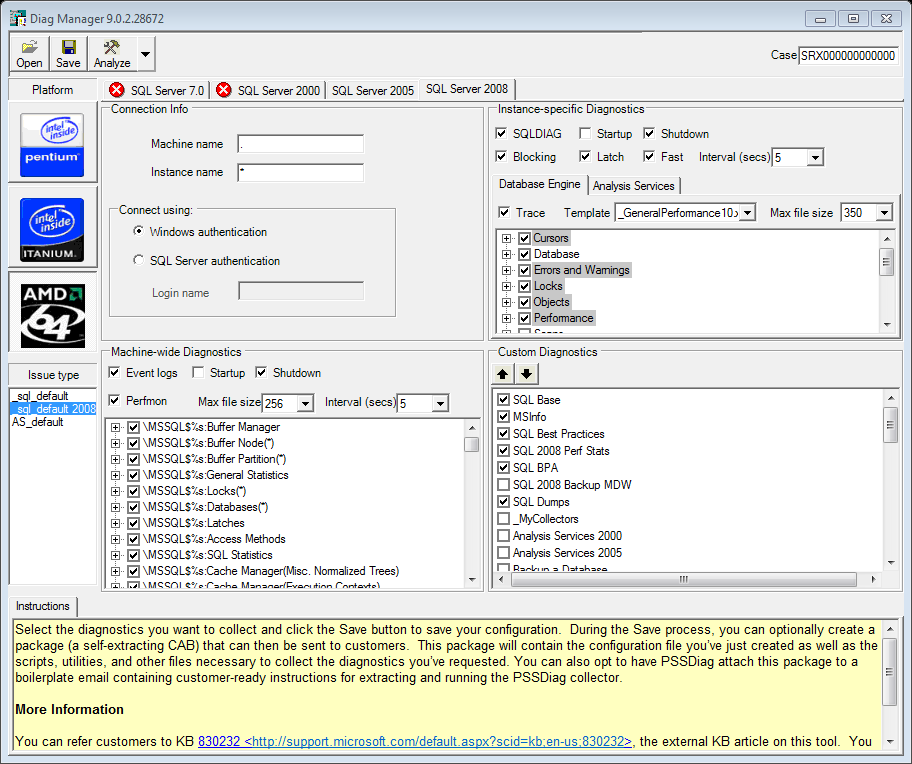 Diag Manager 9.0.2.28672
Open Save Analyze
Case SRX000000000000
Platform
SQL Server 7.0 SQL Server 2000 SQL Server 2005 SQL Server 2008
intel inside
pentium
intel inside
ITANIUM
AMD
64
Issue type
_sql_default
_sql_default 2008
AS_default
Connection Info
Machine name .
Instance name *
Connect using:
Windows authentication
SQL Server authentication
Login name
Instance-specific Diagnostics
SQLDIAG Startup Shutdown
Blocking Latch Fast Interval (secs) 5
Database Engine Analysis Services
Trace Template _GeneralPerformance10.x Max file size 350
Cursors
Database
Errors and Warnings
Locks
Objects
Performance
Machine-wide Diagnostics
Event logs Startup Shutdown
Perfmon Max file size 256 Interval (secs) 5
\MSSQL$%s:Buffer Manager
\MSSQL$%s:Buffer Node(*)
\MSSQL$%s:Buffer Partition(*)
\MSSQL$%s:General Statistics
\MSSQL$%s:Locks(*)
\MSSQL$%s:Databases(*)
\MSSQL$%s:Latches
\MSSQL$%s:Access Methods
\MSSQL$%s:SQL Statistics
\MSSQL$%s:Cache Manager(Misc. Normalized Trees)
\MSSQL$%s:Cache Manager(Execution Contexts)
Custom Diagnostics
SQL Base
MSInfo
SQL Best Practices
SQL 2008 Perf Stats
SQL BPA
SQL 2008 Backup MDW
SQL Dumps
_MyCollectors
Analysis Services 2000
Analysis Services 2005
Backup a Database
Instructions
Select the diagnostics you want to collect and click the Save button to save your configuration. During the Save process, you can optionally create a
package (a self-extracting CAB) that can then be sent to customers. This package will contain the configuration file you've just created as well as the
scripts, utilities, and other files necessary to collect the diagnostics you've requested. You can also opt to have PSSDiag attach this package to a
boilerplate email containing customer-ready instructions for extracting and running the PSSDiag collector.
More Information
You can refer customers to KB 830232 <http://support.microsoft.com/default.aspx?scid=kb;en-us;830232>, the external KB article on this tool. You